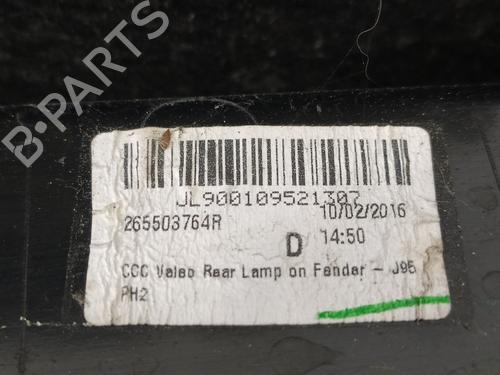 B-PARTS
JL900109521307
265503764R
10/02/2016
D
14:50
CCC Valeo Rear Lamp on Fender - J95
PH2